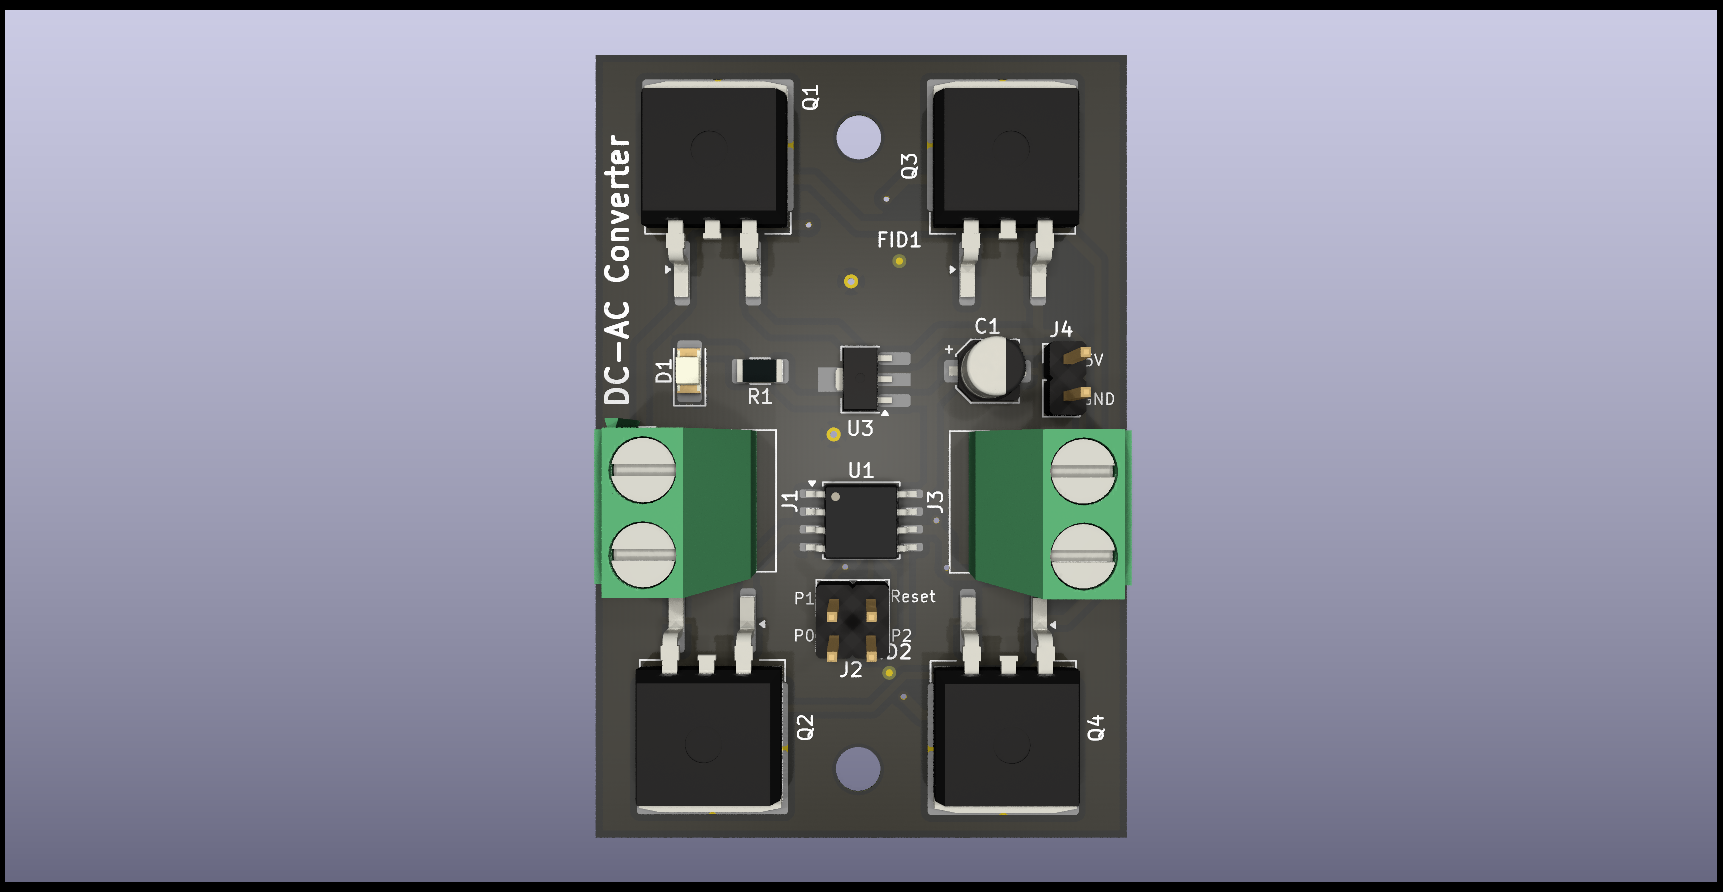 Q1
Q3
DC-AC Converter
FID1
C1
J4
D1
+
5V
R1
GND
U3
U1
J1
J3
P1
Reset
P0
P2
D2
J2
Q2
Q4